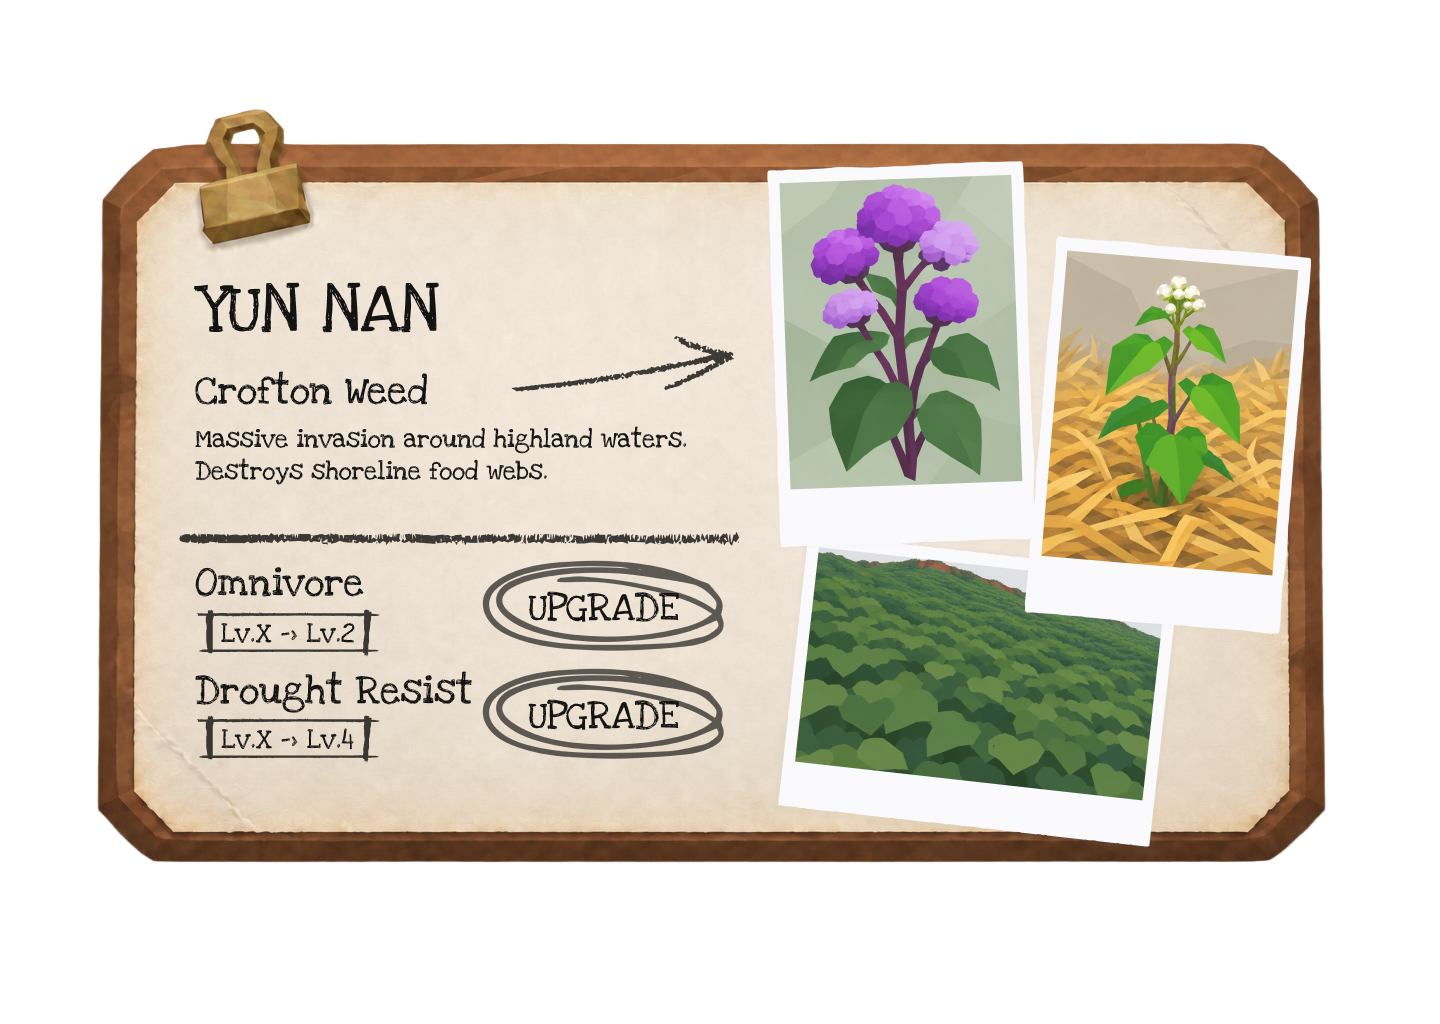 YUN NAN
Crofton Weed
Massive invasion around highland waters.
Destroys shoreline food webs.
Omnivore
UPGRADE
Lv.X -> Lv.2
Drought Resist
UPGRADE
Lv.X -> Lv.4